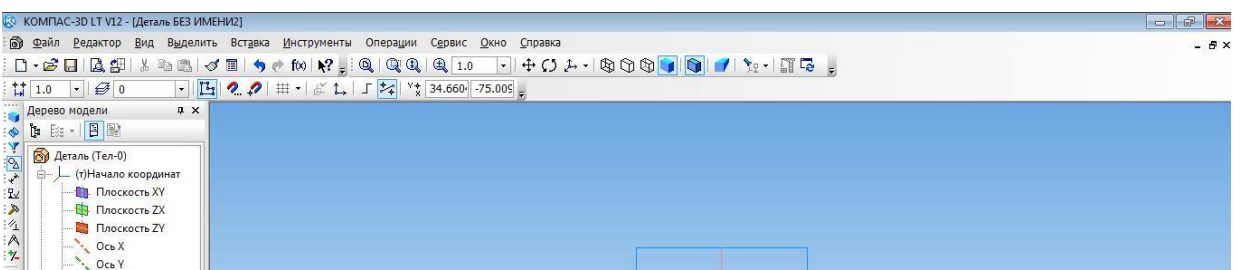 КОМПАС-3D LT V12 - [Деталь БЕЗ ИМЕНИ2]
Файл Редактор Вид Выделить Вставка Инструменты Операции Сервис Окно Справка
1.0
1.0 0 34.660 -75.009
Дерево модели
Деталь (Тел-0)
(т)Начало координат
Плоскость XY
Плоскость ZX
Плоскость ZY
Ось X
Ось Y